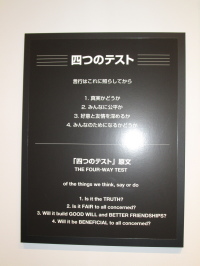 四つのテスト
言行はこれに照らしてから
1. 真実かどうか
2. みんなに公平か
3. 好意と友情を深めるか
4. みんなのためになるかどうか
「四つのテスト」原文
THE FOUR-WAY TEST
of the things we think, say or do
1. Is it the TRUTH?
2. Is it FAIR to all concerned?
3. Will it build GOOD WILL and BETTER FRIENDSHIPS?
4. Will it be BENEFICIAL to all concerned?